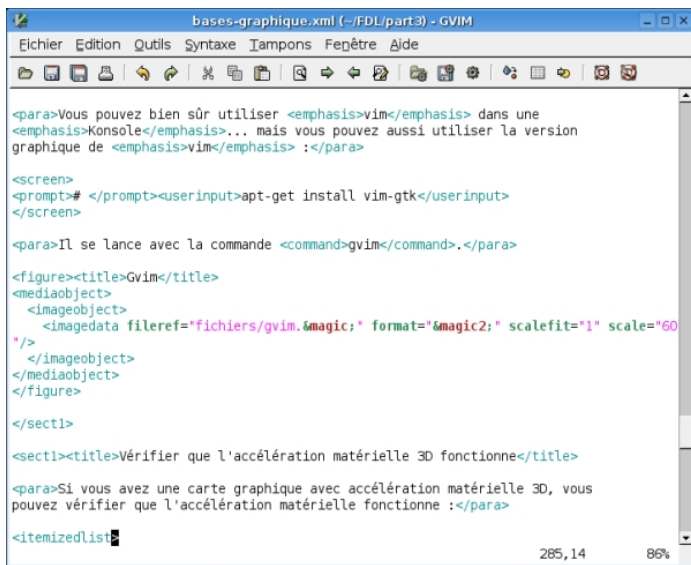 bases-graphique.xml (~/FDL/part3) - GVIM
Fichier Edition Outils Syntaxe Tampons Fenêtre Aide
<para>Vous pouvez bien sûr utiliser <emphasis>vim</emphasis> dans une
<emphasis>Konsole</emphasis>... mais vous pouvez aussi utiliser la version
graphique de <emphasis>vim</emphasis> :</para>
<screen>
<prompt># </prompt><userinput>apt-get install vim-gtk</userinput>
</screen>
<para>Il se lance avec la commande <command>gvim</command>.</para>
<figure><title>Gvim</title>
<mediaobject>
  <imageobject>
    <imagedata fileref="fichiers/gvim.&magic;" format="&magic2;" scalefit="1" scale="60
"/>
  </imageobject>
</mediaobject>
</figure>
</sect1>
<sect1><title>Vérifier que l'accélération matérielle 3D fonctionne</title>
<para>Si vous avez une carte graphique avec accélération matérielle 3D, vous
pouvez vérifier que l'accélération matérielle fonctionne :</para>
<itemizedlist>
285,14 86%